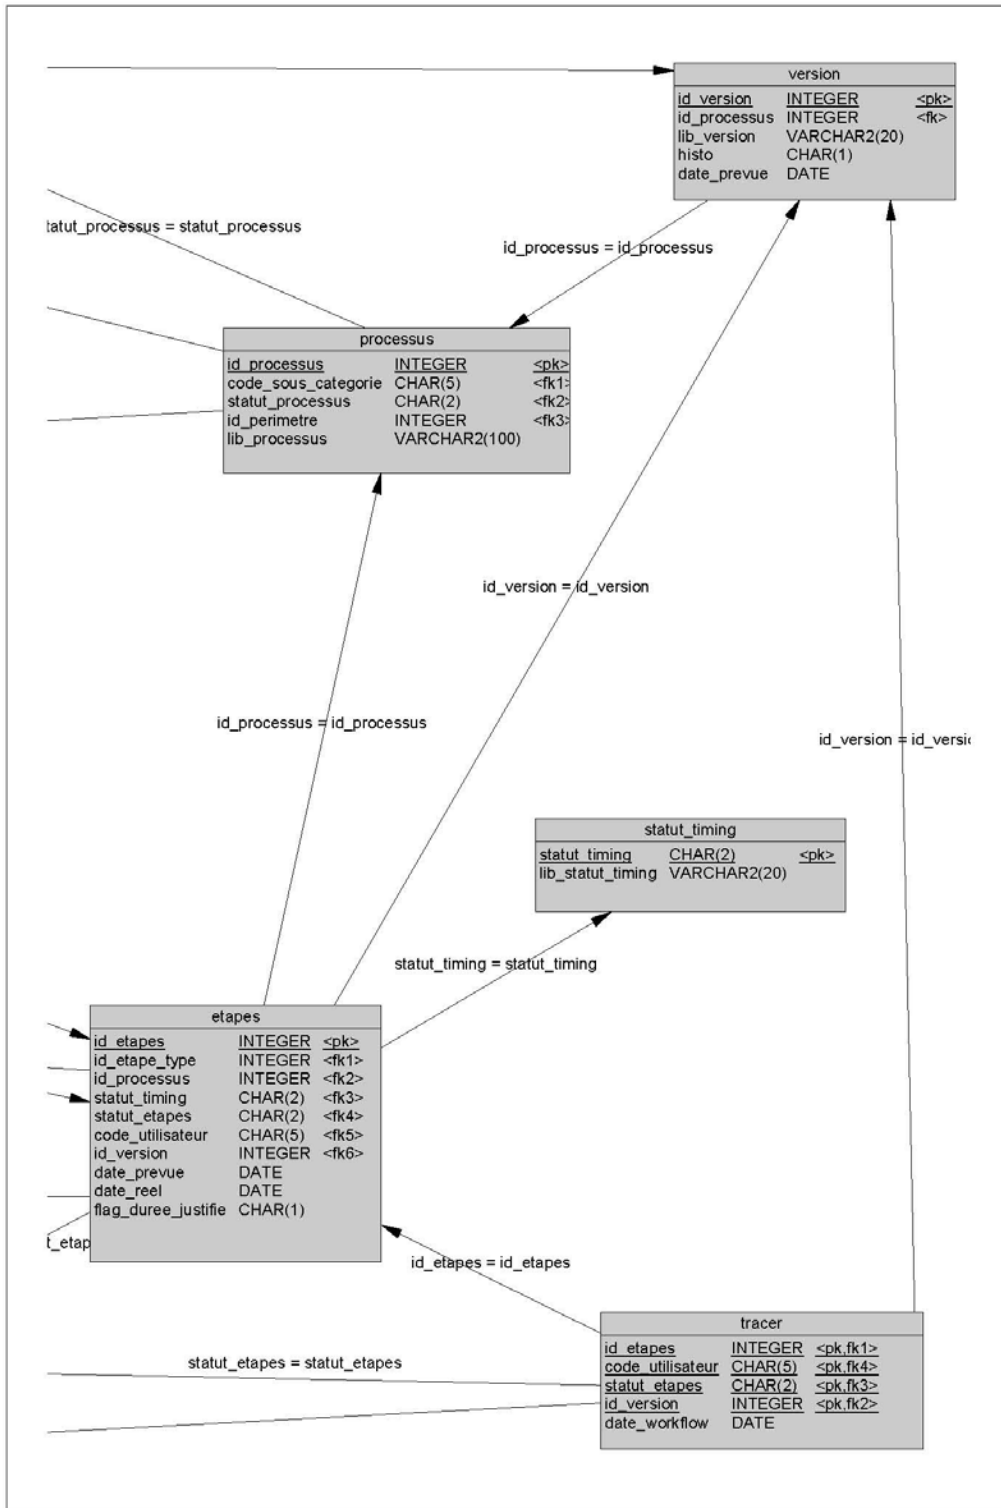 version
id_version INTEGER <pk>
id_processus INTEGER <fk>
lib_version VARCHAR2(20)
histo CHAR(1)
date_prevue DATE
tatut_processus = statut_processus
id_processus = id_processus
processus
id_processus INTEGER <pk>
code_sous_categorie CHAR(5) <fk1>
statut_processus CHAR(2) <fk2>
id_perimetre INTEGER <fk3>
lib_processus VARCHAR2(100)
id_version = id_version
id_processus = id_processus
id_version = id_versi
statut_timing
statut_timing CHAR(2) <pk>
lib_statut_timing VARCHAR2(20)
statut_timing = statut_timing
etapes
id_etapes INTEGER <pk>
id_etape_type INTEGER <fk1>
id_processus INTEGER <fk2>
statut_timing CHAR(2) <fk3>
statut_etapes CHAR(2) <fk4>
code_utilisateur CHAR(5) <fk5>
id_version INTEGER <fk6>
date_prevue DATE
date_reel DATE
flag_duree_justifie CHAR(1)
t_etap
id_etapes = id_etapes
tracer
id_etapes INTEGER <pk,fk1>
code_utilisateur CHAR(5) <pk,fk4>
statut_etapes CHAR(2) <pk,fk3>
id_version INTEGER <pk,fk2>
date_workflow DATE
statut_etapes = statut_etapes